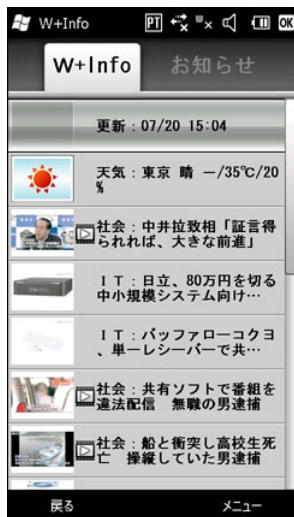 W+Info
PT
OK
W+Info
お知らせ
更新：07/20 15:04
天気：東京 晴 －/35℃/20
%
社会：中井拉致相「証言得
られれば、大きな前進」
ＩＴ：日立、80万円を切る
中小規模システム向け…
ＩＴ：バッファローコクヨ
、単一レシーバーで共…
社会：共有ソフトで番組を
違法配信　無職の男逮捕
社会：船と衝突し高校生死
亡　操縦していた男逮捕
戻る
メニュー